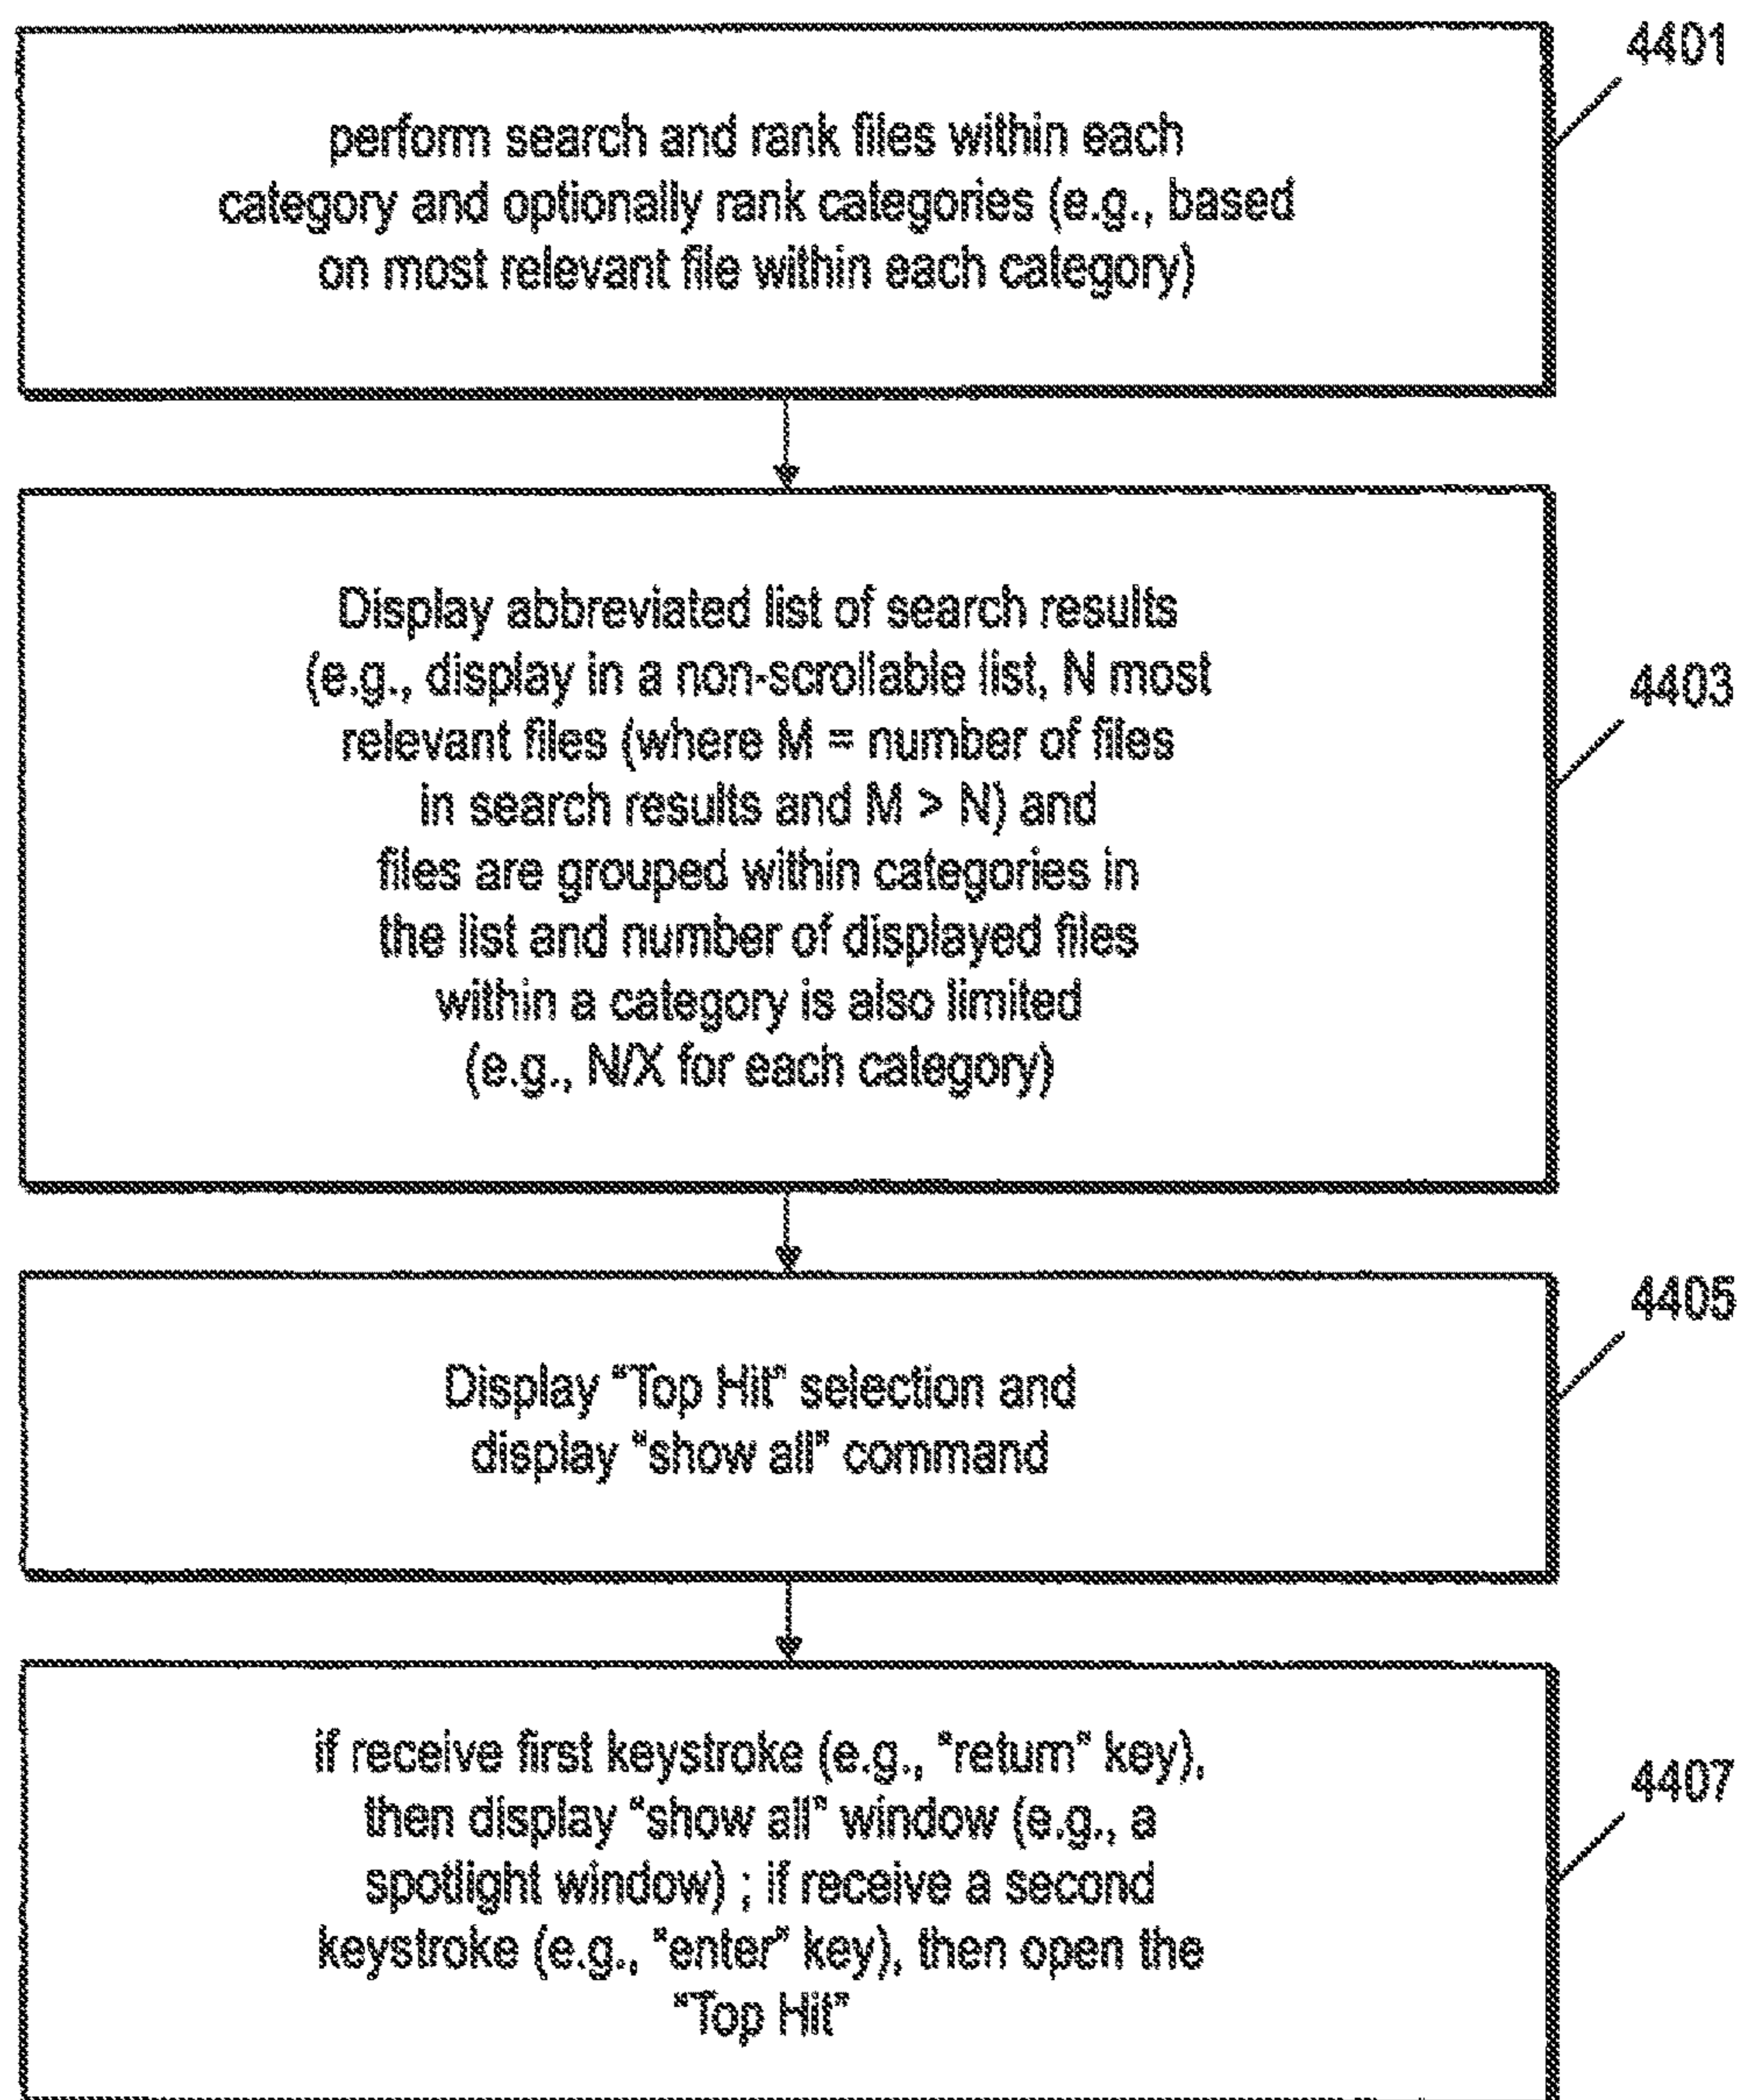 4401
perform search and rank files within each
category and optionally rank categories (e.g., based
on most relevant file within each category)
Display abbreviated list of search results
(e.g., display in a non-scrollable list, N most
relevant files (where M = number of files
in search results and M > N) and
files are grouped within categories in
the list and number of displayed files
within a category is also limited
(e.g., N/X for each category)
4403
Display “Top Hit” selection and
display “show all” command
4405
if receive first keystroke (e.g., “return” key),
then display “show all” window (e.g., a
spotlight window) ; if receive a second
keystroke (e.g., “enter” key), then open the
“Top Hit”
4407